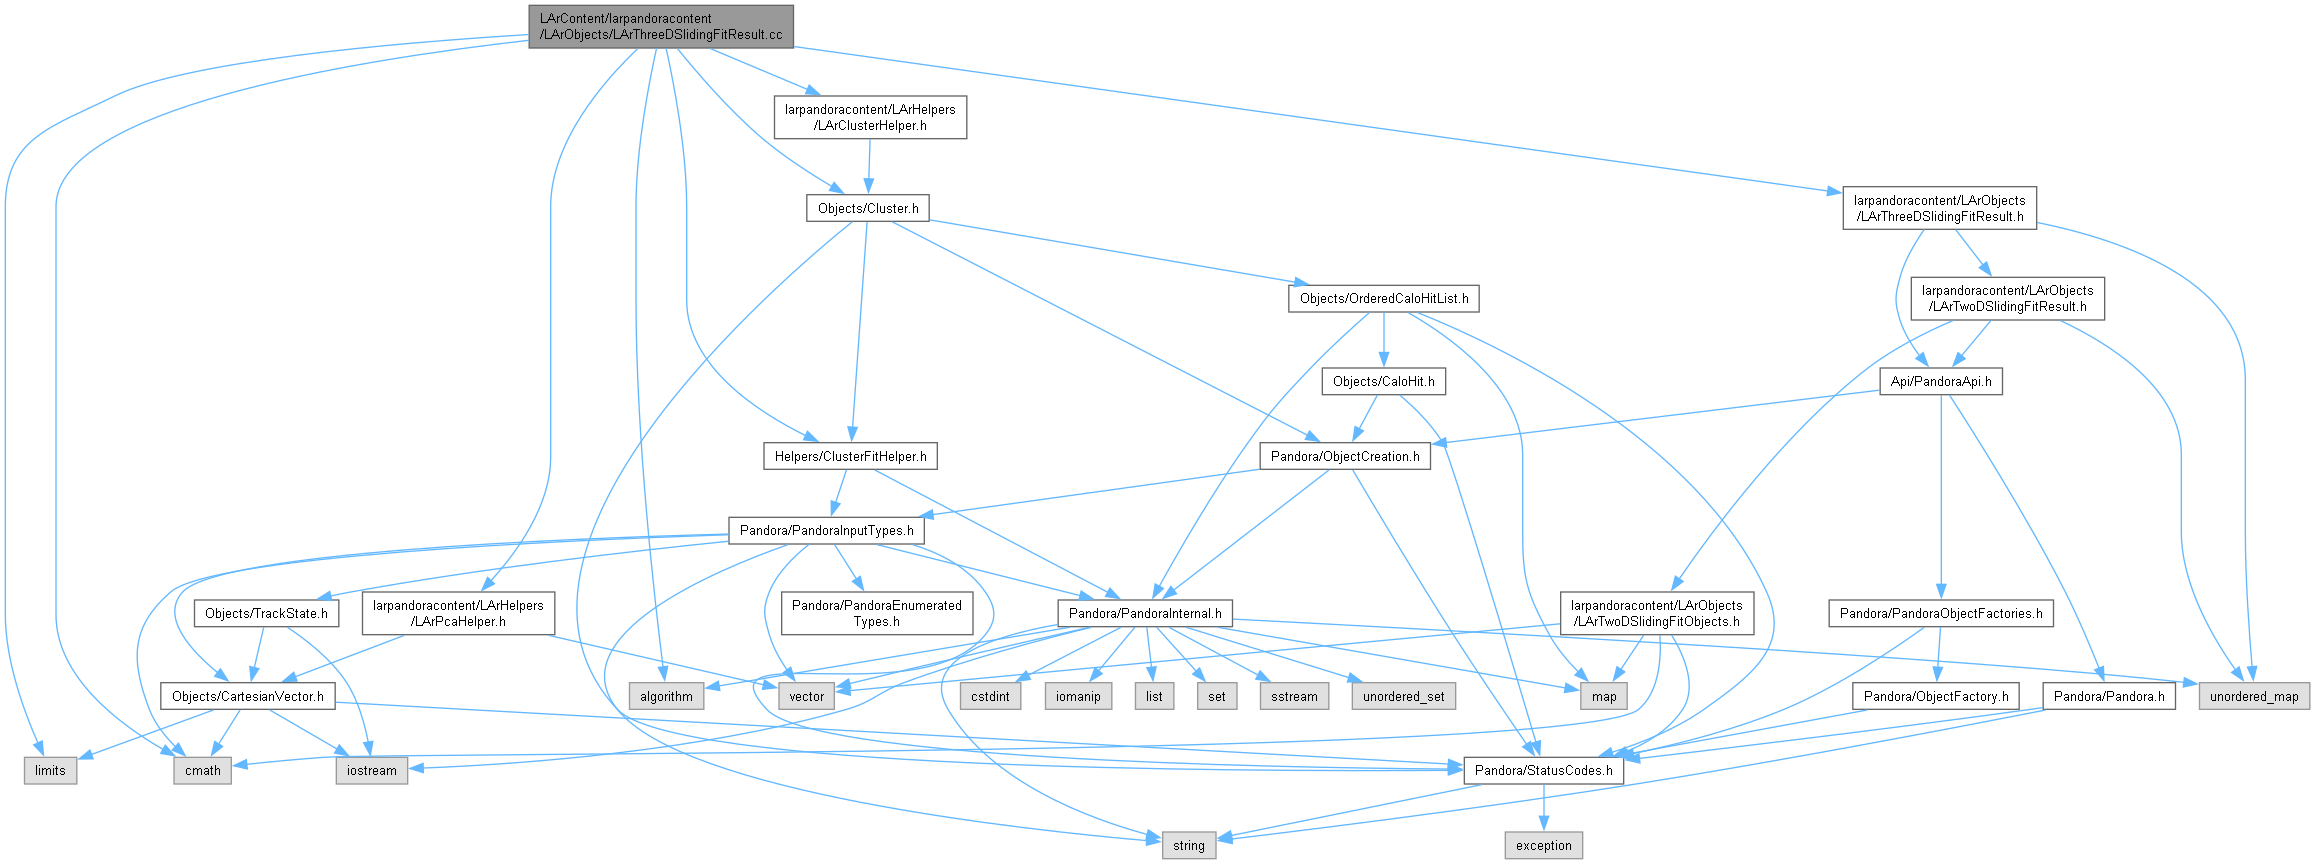 LArContent/larpandoracontent
/LArObjects/LArThreeDSlidingFitResult.cc
larpandoracontent/LArHelpers
/LArClusterHelper.h
Objects/Cluster.h
larpandoracontent/LArObjects
/LArThreeDSlidingFitResult.h
Objects/OrderedCaloHitList.h
larpandoracontent/LArObjects
/LArTwoDSlidingFitResult.h
Objects/CaloHit.h
Api/PandoraApi.h
Helpers/ClusterFitHelper.h
Pandora/ObjectCreation.h
Pandora/PandoraInputTypes.h
Objects/TrackState.h
larpandoracontent/LArHelpers
/LArPcaHelper.h
Pandora/PandoraEnumerated
Types.h
Pandora/PandoraInternal.h
larpandoracontent/LArObjects
/LArTwoDSlidingFitObjects.h
Pandora/PandoraObjectFactories.h
Objects/CartesianVector.h
algorithm
vector
cstdint
iomanip
list
set
sstream
unordered_set
map
Pandora/ObjectFactory.h
Pandora/Pandora.h
unordered_map
limits
cmath
iostream
Pandora/StatusCodes.h
string
exception